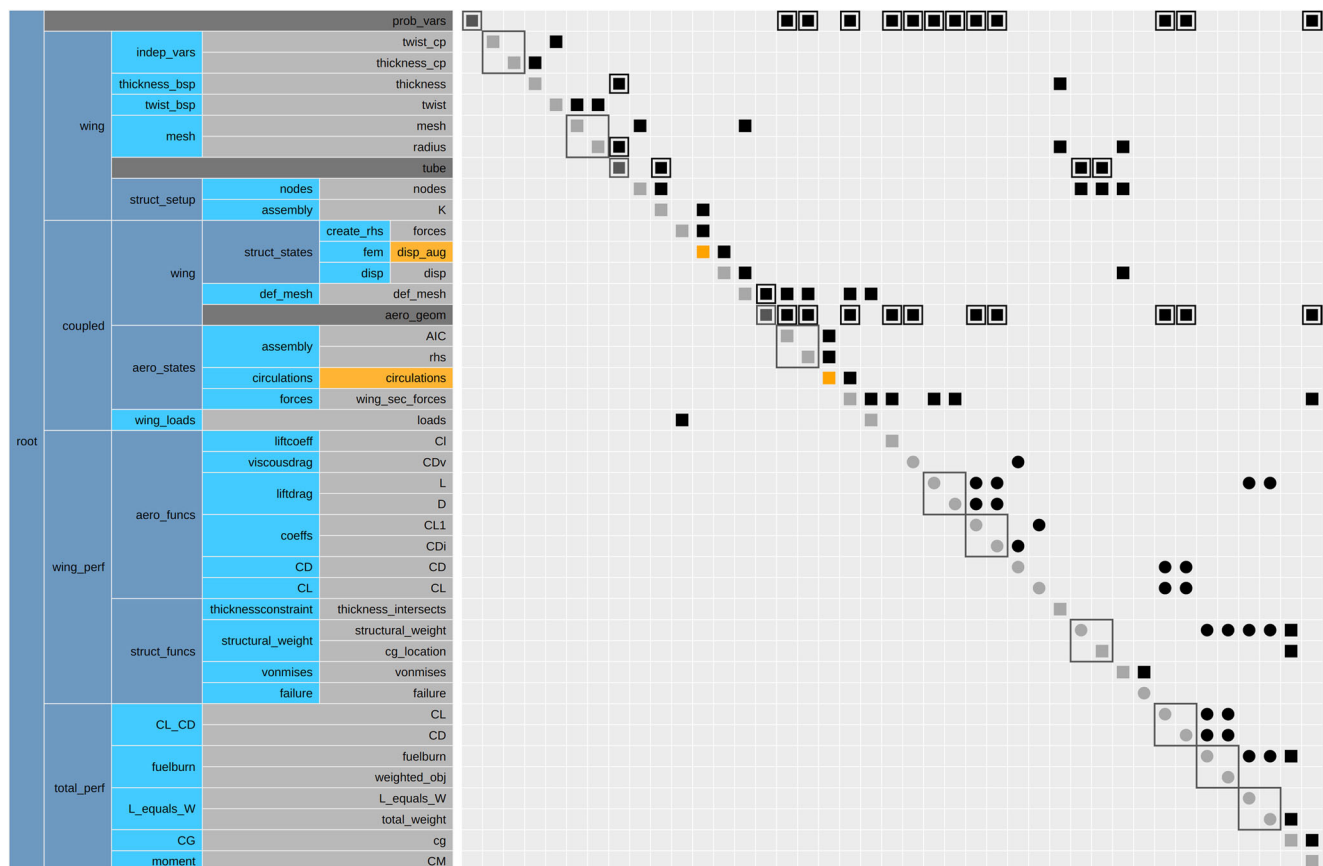 prob_vars
root
wing
indep_vars
twist_cp
thickness_cp
thickness_bsp
thickness
twist_bsp
twist
mesh
mesh
radius
tube
struct_setup
nodes
nodes
assembly
K
coupled
wing
struct_states
create_rhs
forces
fem
disp_aug
disp
disp
def_mesh
def_mesh
aero_geom
aero_states
assembly
AIC
rhs
circulations
circulations
forces
wing_sec_forces
wing_loads
loads
wing_perf
aero_funcs
liftcoeff
Cl
viscousdrag
CDv
liftdrag
L
D
coeffs
CL1
CDi
CD
CD
CL
CL
struct_funcs
thicknessconstraint
thickness_intersects
structural_weight
structural_weight
cg_location
vonmises
vonmises
failure
failure
total_perf
CL_CD
CL
CD
fuelburn
fuelburn
weighted_obj
L_equals_W
L_equals_W
total_weight
CG
cg
moment
CM